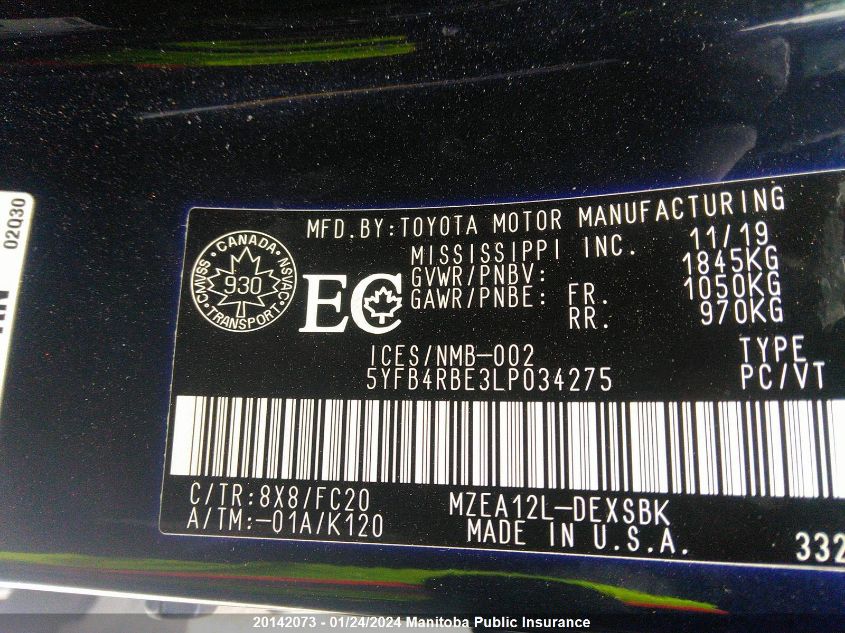 02Q30
MFD.BY:TOYOTA MOTOR MANUFACTURING
MISSISSIPPI INC. 11/19
GVWR/PNBV: 1845KG
GAWR/PNBE: FR. 1050KG
RR. 970KG
CANADA
CMVSS NSVAC
930
TRANSPORT
EC
ICES/NMB-002 TYPE
5YFB4RBE3LP034275 PC/VT
C/TR:8X8/FC20 MZEA12L-DEXSBK
A/TM:-01A/K120 MADE IN U.S.A.
332
20142073 - 01/24/2024 Manitoba Public Insurance